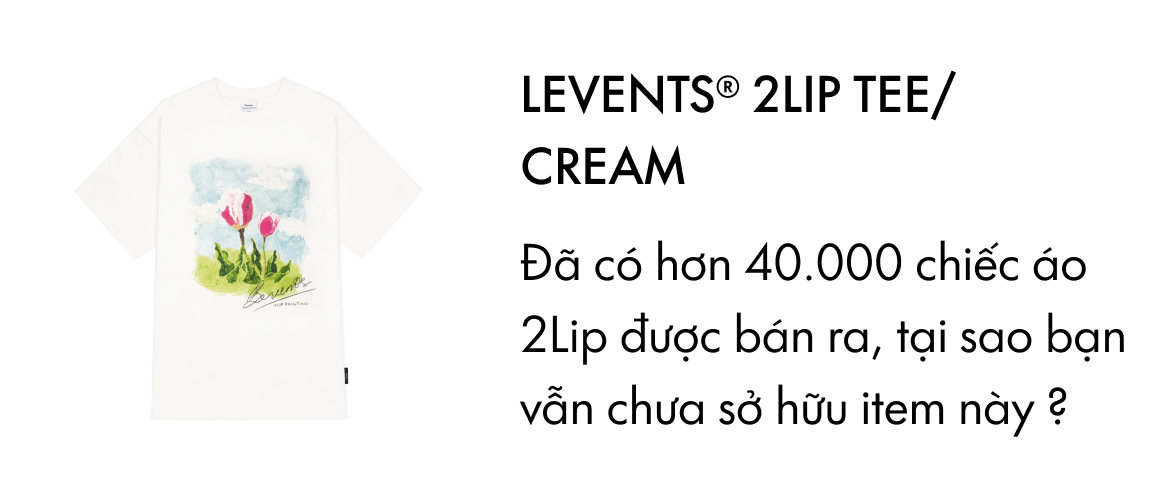 LEVENTS® 2LIP TEE/
CREAM
Đã có hơn 40.000 chiếc áo
2Lip được bán ra, tại sao bạn
vẫn chưa sở hữu item này ?
Levents